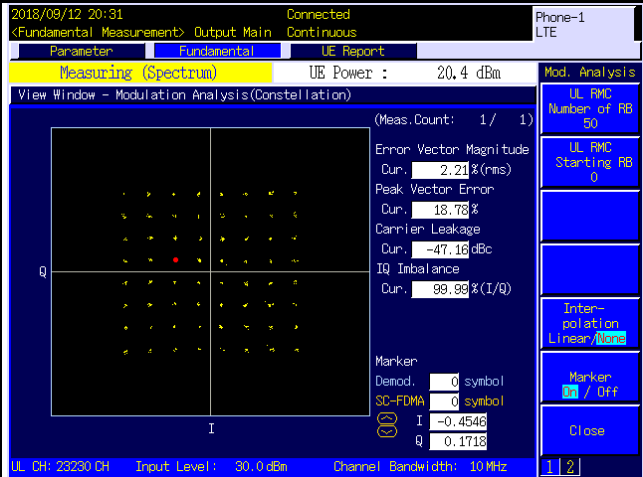 2018/09/12 20:31 Connected Phone-1
<Fundamental Measurement> Output Main Continuous LTE
Parameter Fundamental UE Report
Measuring (Spectrum) UE Power : 20.4 dBm Mod. Analysis
View Window - Modulation Analysis(Constellation)
UL RMC
Number of RB
50
(Meas.Count: 1/ 1)
Error Vector Magnitude
Cur. 2.21 %(rms)
Peak Vector Error
Cur. 18.78 %
Carrier Leakage
Cur. -47.16 dBc
IQ Imbalance
Cur. 99.99 %(I/Q)
UL RMC
Starting RB
0
Q
I
Inter-
polation
Linear/None
Marker
Demod. 0 symbol
SC-FDMA 0 symbol
I -0.4546
Q 0.1718
Marker
On / Off
Close
UL CH: 23230 CH Input Level: 30.0 dBm Channel Bandwidth: 10 MHz 1 2